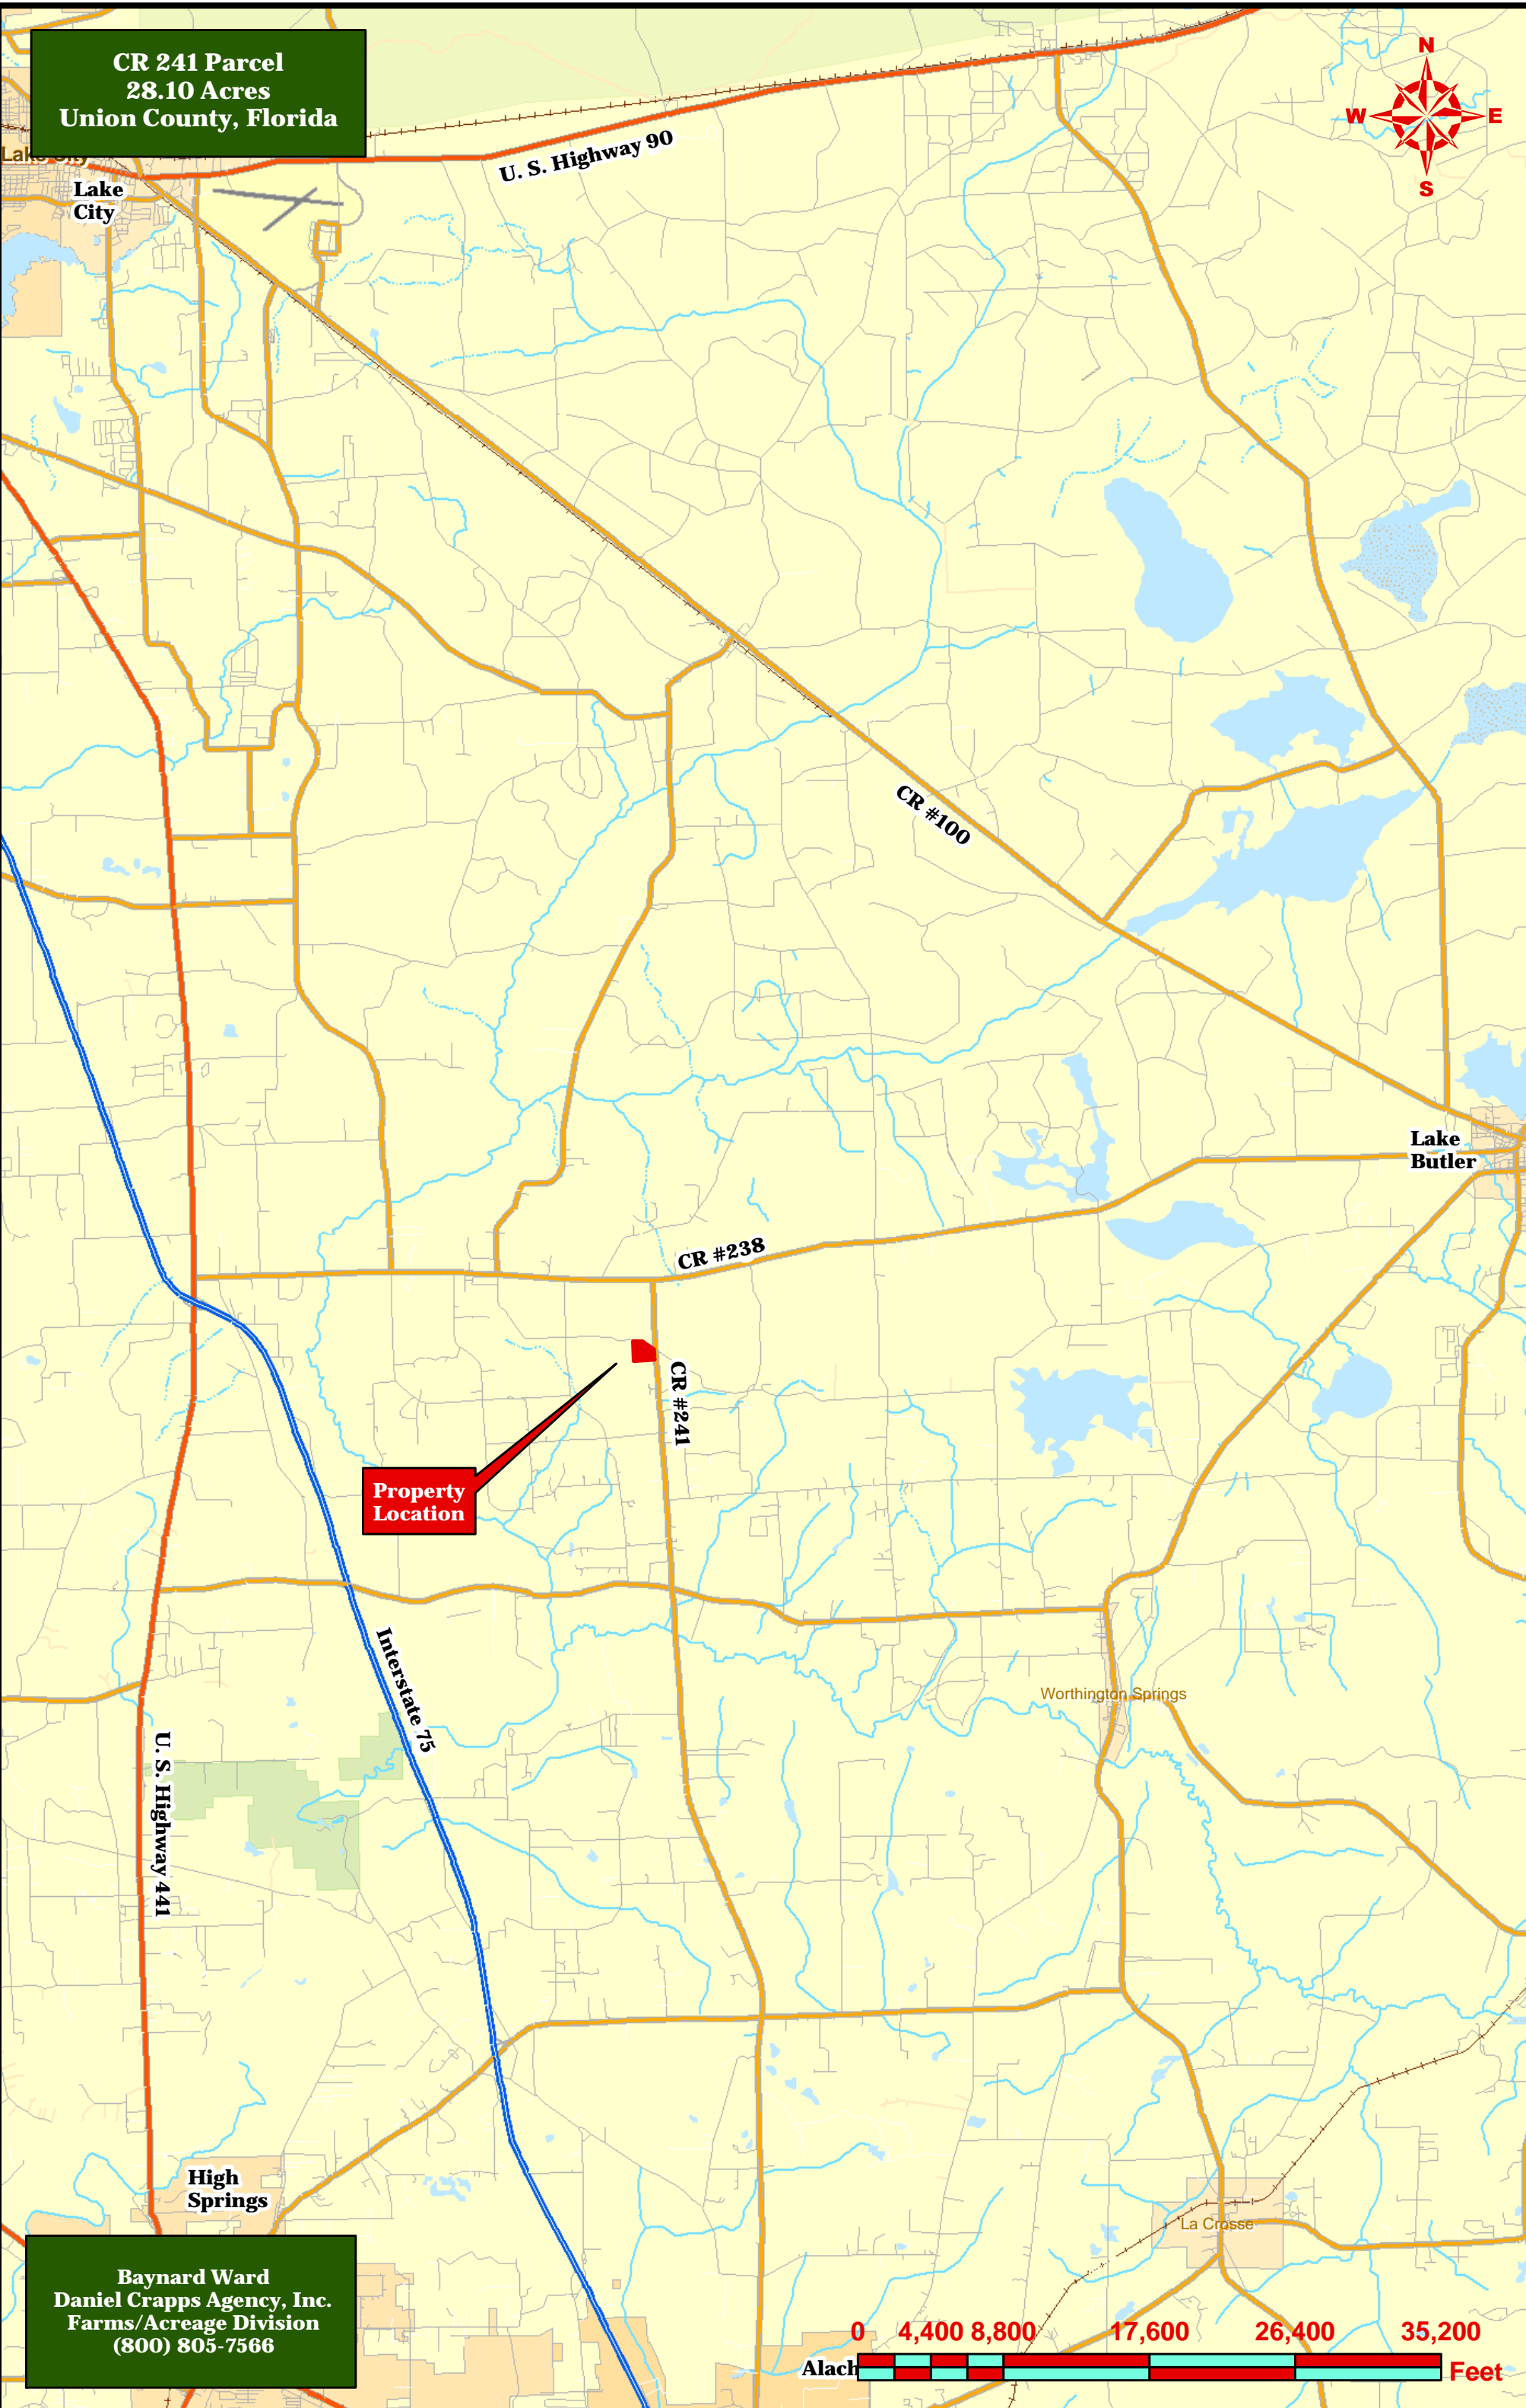 CR 241 Parcel
28.10 Acres
Union County, Florida
N
W
E
S
U. S. Highway 90
Lake City
Lake
City
CR #100
Lake
Butler
CR #238
CR #241
Property
Location
Interstate 75
Worthington Springs
U. S. Highway 441
High
Springs
La Crosse
Baynard Ward
Daniel Crapps Agency, Inc.
Farms/Acreage Division
(800) 805-7566
0 4,400 8,800 17,600 26,400 35,200
Alach
Feet